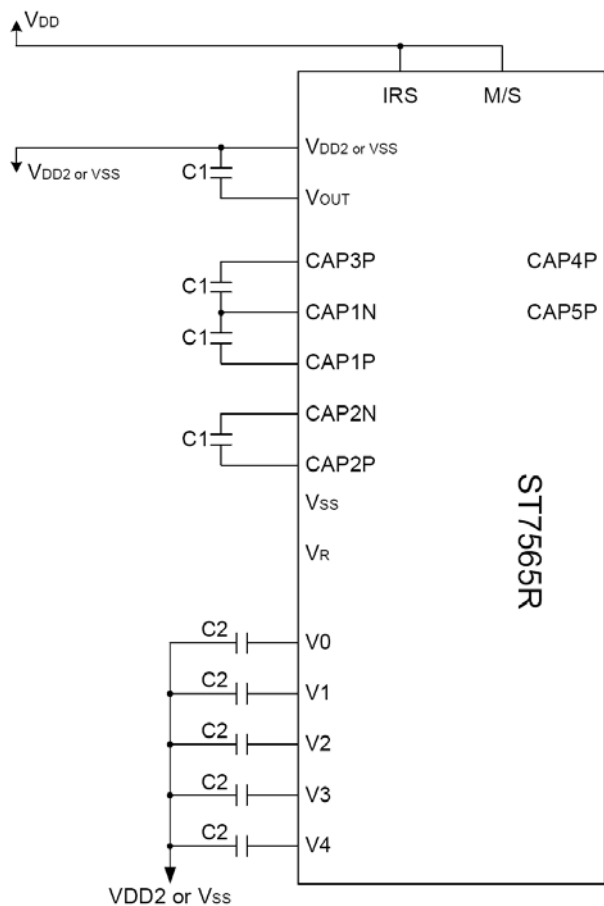 VDD
IRS M/S
VDD2 or VSS
VDD2 or VSS
C1
VOUT
CAP3P CAP4P
C1
CAP1N CAP5P
C1
CAP1P
CAP2N
C1
CAP2P
VSS
ST7565R
VR
C2
V0
C2
V1
C2
V2
C2
V3
C2
V4
VDD2 or VSS